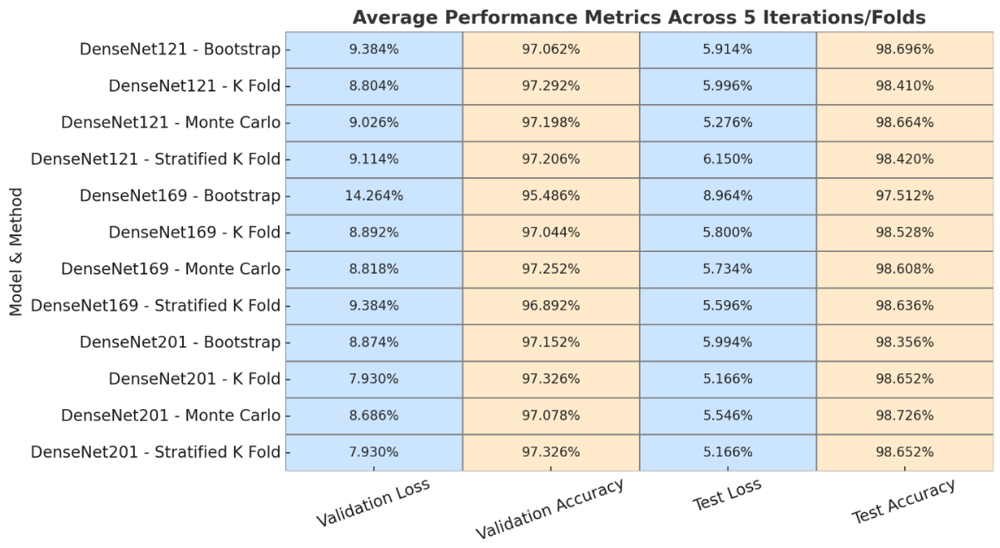 Average Performance Metrics Across 5 Iterations/Folds
Model & Method
DenseNet121 - Bootstrap 9.384% 97.062% 5.914% 98.696%
DenseNet121 - K Fold 8.804% 97.292% 5.996% 98.410%
DenseNet121 - Monte Carlo 9.026% 97.198% 5.276% 98.664%
DenseNet121 - Stratified K Fold 9.114% 97.206% 6.150% 98.420%
DenseNet169 - Bootstrap 14.264% 95.486% 8.964% 97.512%
DenseNet169 - K Fold 8.892% 97.044% 5.800% 98.528%
DenseNet169 - Monte Carlo 8.818% 97.252% 5.734% 98.608%
DenseNet169 - Stratified K Fold 9.384% 96.892% 5.596% 98.636%
DenseNet201 - Bootstrap 8.874% 97.152% 5.994% 98.356%
DenseNet201 - K Fold 7.930% 97.326% 5.166% 98.652%
DenseNet201 - Monte Carlo 8.686% 97.078% 5.546% 98.726%
DenseNet201 - Stratified K Fold 7.930% 97.326% 5.166% 98.652%
Validation Loss Validation Accuracy Test Loss Test Accuracy